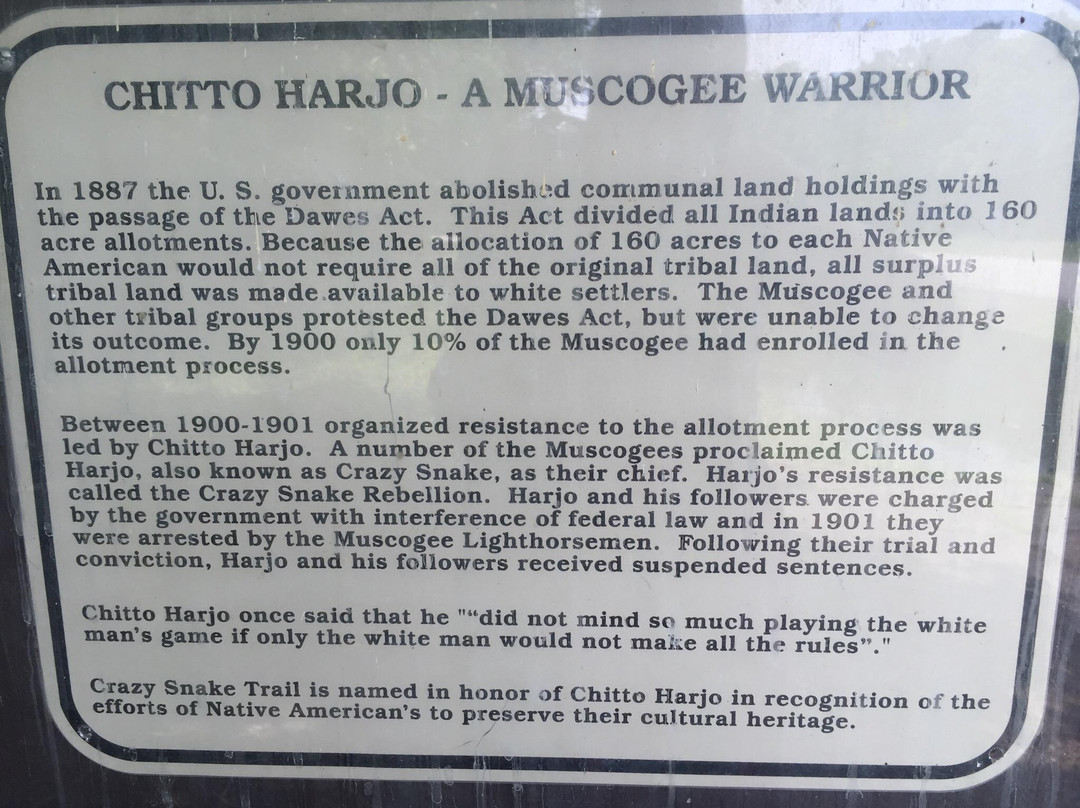 CHITTO HARJO - A MUSCOGEE WARRIOR
In 1887 the U. S. government abolished communal land holdings with
the passage of the Dawes Act. This Act divided all Indian lands into 160
acre allotments. Because the allocation of 160 acres to each Native
American would not require all of the original tribal land, all surplus
tribal land was made available to white settlers. The Muscogee and
other tribal groups protested the Dawes Act, but were unable to change
its outcome. By 1900 only 10% of the Muscogee had enrolled in the
allotment process.
Between 1900-1901 organized resistance to the allotment process was
led by Chitto Harjo. A number of the Muscogees proclaimed Chitto
Harjo, also known as Crazy Snake, as their chief. Harjo's resistance was
called the Crazy Snake Rebellion. Harjo and his followers were charged
by the government with interference of federal law and in 1901 they
were arrested by the Muscogee Lighthorsemen. Following their trial and
conviction, Harjo and his followers received suspended sentences.
Chitto Harjo once said that he "“did not mind so much playing the white
man's game if only the white man would not make all the rules”."
Crazy Snake Trail is named in honor of Chitto Harjo in recognition of the
efforts of Native American's to preserve their cultural heritage.